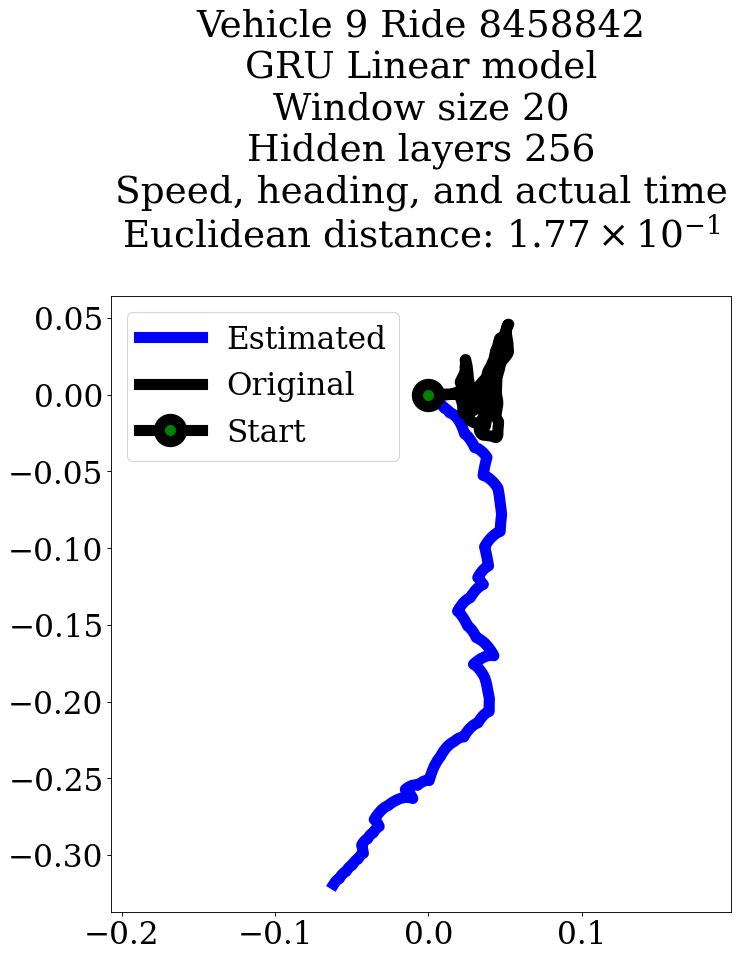 Vehicle 9 Ride 8458842
GRU Linear model
Window size 20
Hidden layers 256
Speed, heading, and actual time
Euclidean distance: 1.77 × 10⁻¹
Estimated
Original
Start
0.05
0.00
−0.05
−0.10
−0.15
−0.20
−0.25
−0.30
−0.2 −0.1 0.0 0.1